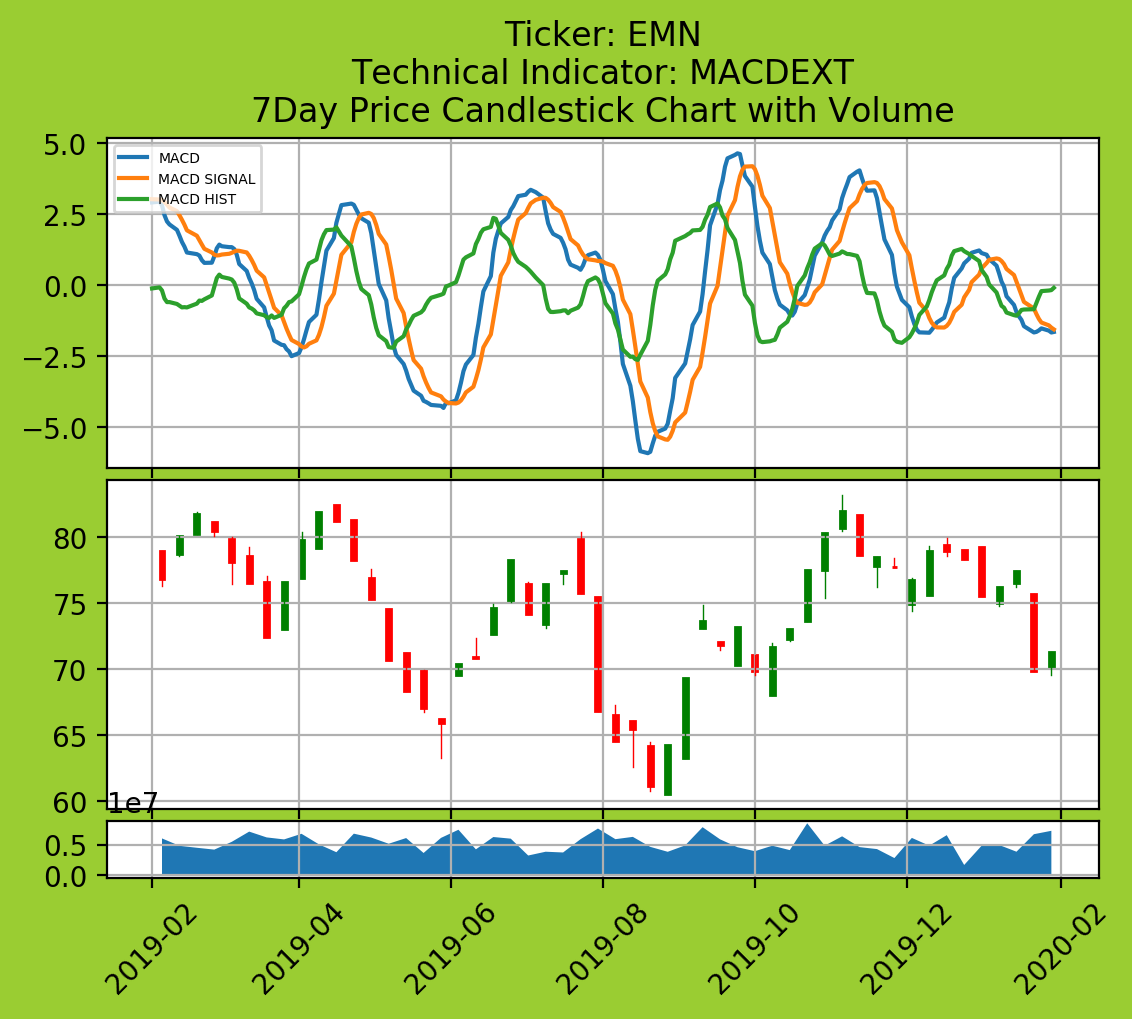 Ticker: EMN
Technical Indicator: MACDEXT
7Day Price Candlestick Chart with Volume
5.0
2.5
0.0
−2.5
−5.0
MACD
MACD SIGNAL
MACD HIST
80
75
70
65
60
1e7
0.5
0.0
2019-02
2019-04
2019-06
2019-08
2019-10
2019-12
2020-02